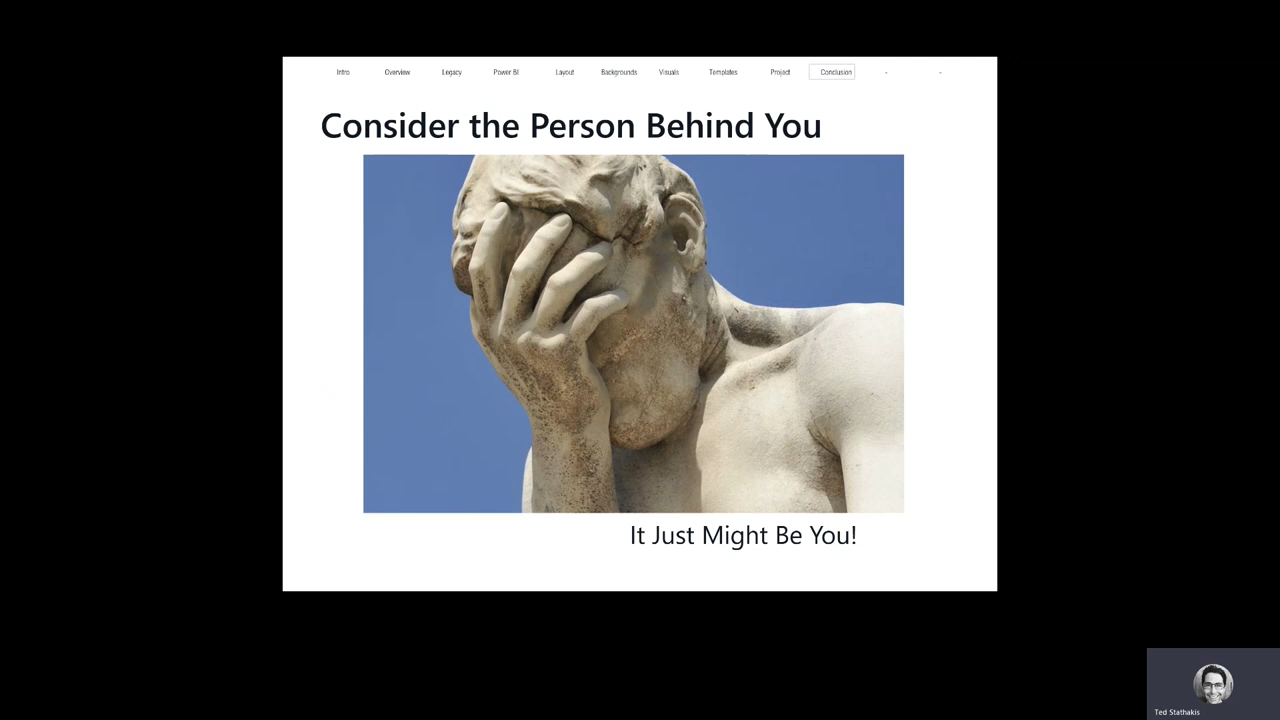 Intro Overview Legacy Power BI Layout Backgrounds Visuals Templates Project Conclusion - -
Consider the Person Behind You
It Just Might Be You!
Ted Stathakis